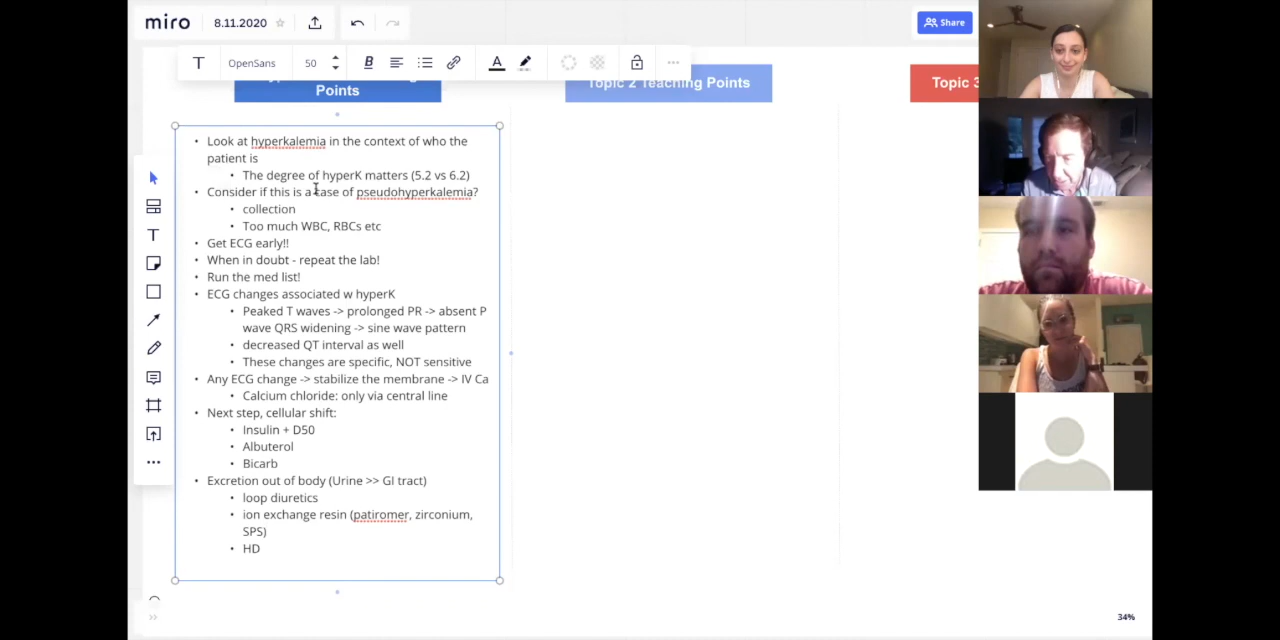 miro
8.11.2020
Share
OpenSans
50
B
A
Points
Topic 2 Teaching Points
Topic 3
• Look at hyperkalemia in the context of who the
patient is
• The degree of hyperK matters (5.2 vs 6.2)
• Consider if this is a case of pseudohyperkalemia?
• collection
• Too much WBC, RBCs etc
• Get ECG early!!
• When in doubt - repeat the lab!
• Run the med list!
• ECG changes associated w hyperK
• Peaked T waves -> prolonged PR -> absent P
wave QRS widening -> sine wave pattern
• decreased QT interval as well
• These changes are specific, NOT sensitive
• Any ECG change -> stabilize the membrane -> IV Ca
• Calcium chloride: only via central line
• Next step, cellular shift:
• Insulin + D50
• Albuterol
• Bicarb
• Excretion out of body (Urine >> GI tract)
• loop diuretics
• ion exchange resin (patiromer, zirconium,
SPS)
• HD
34%